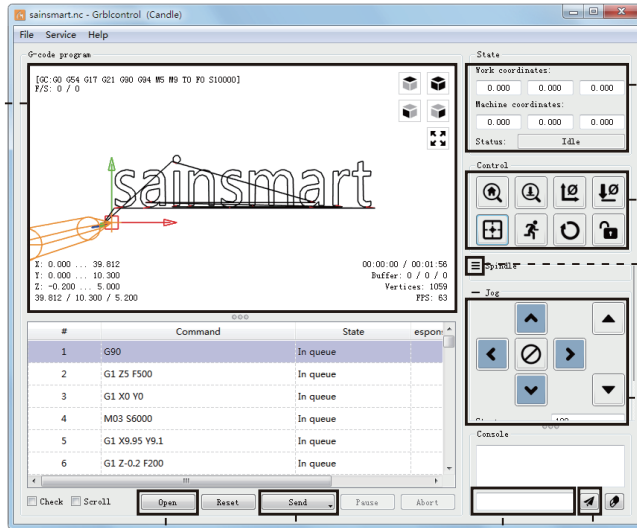 sainsmart.nc - Grblcontrol (Candle)
File Service Help
G-code program
[GC:G0 G54 G17 G21 G90 G94 M5 M9 T0 F0 S10000]
F/S: 0 / 0
sainsmart
X: 0.000 ... 39.812
Y: 0.000 ... 10.300
Z: -0.200 ... 5.000
39.812 / 10.300 / 5.200
00:00:00 / 00:01:56
Buffer: 0 / 0 / 0
Vertices: 1059
FPS: 63
# Command State espons
1 G90 In queue
2 G1 Z5 F500 In queue
3 G1 X0 Y0 In queue
4 M03 S6000 In queue
5 G1 X9.95 Y9.1 In queue
6 G1 Z-0.2 F200 In queue
Check Scroll Open Reset Send Pause Abort
State
Work coordinates:
0.000 0.000 0.000
Machine coordinates:
0.000 0.000 0.000
Status: Idle
Control
Spindle
Jog
Console